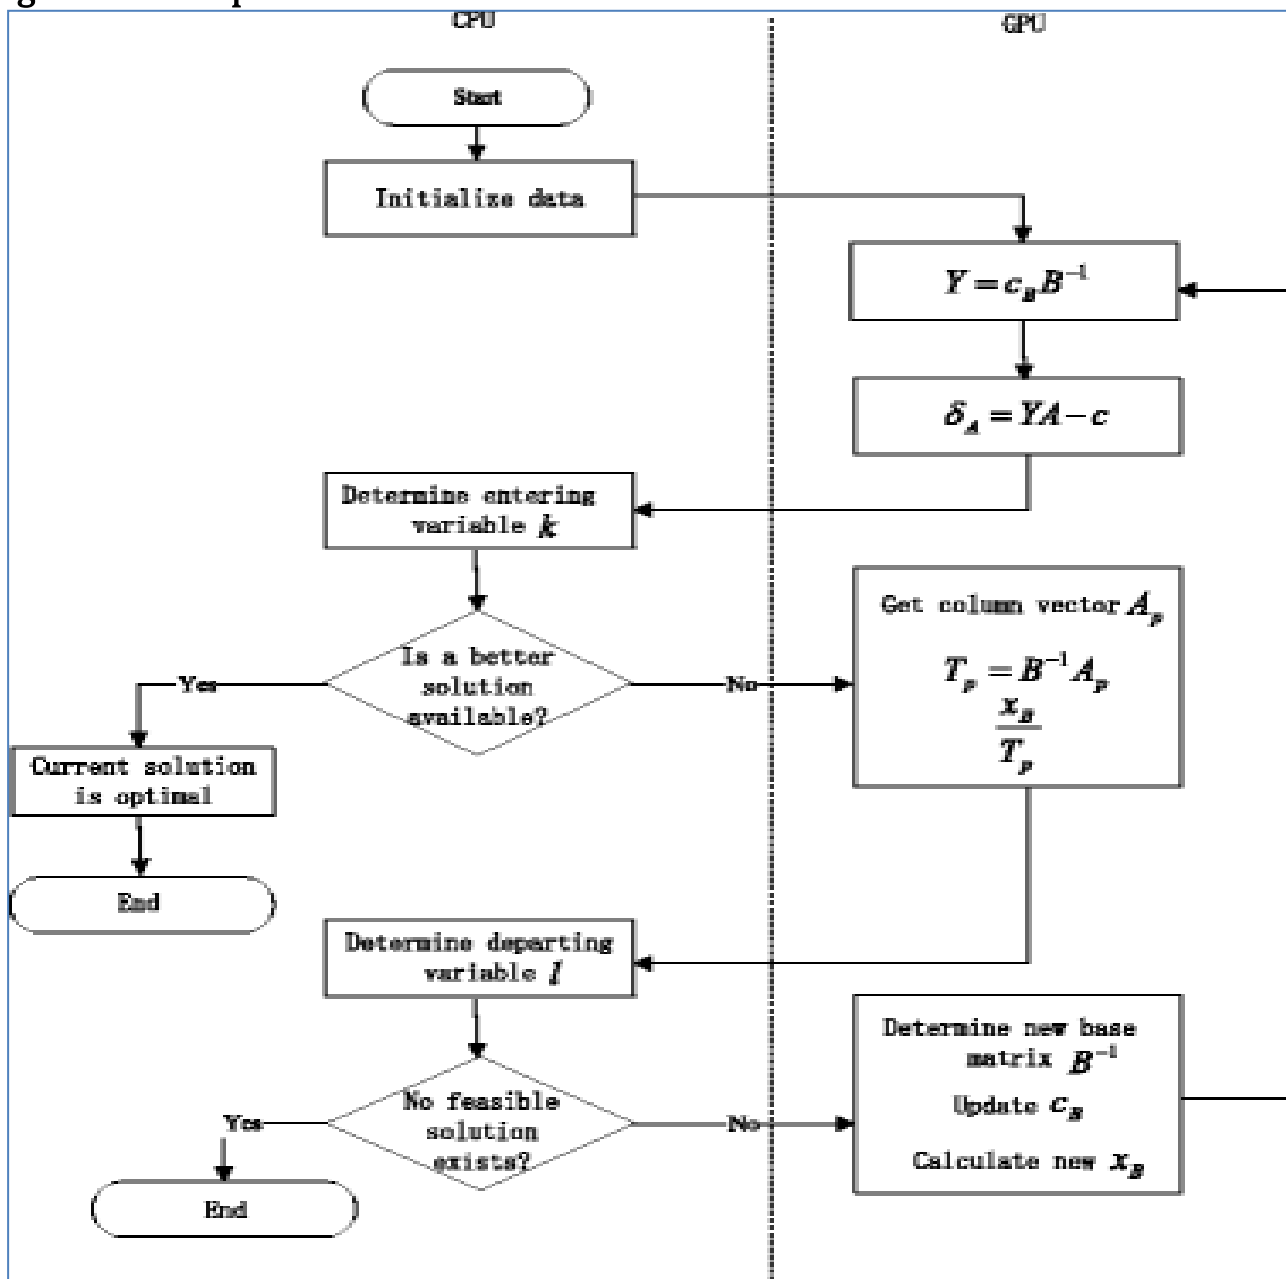 CPU
GPU
Start
Initialize data
Y = c_B B^{-1}
δ_A = YA − c
Determine entering
variable k
Is a better
solution
available?
Yes
No
Get column vector A_p
T_p = B^{-1} A_p
x_B
T_p
Current solution
is optimal
End
Determine departing
variable l
No feasible
solution
exists?
Yes
No
Determine new base
matrix B^{-1}
Update c_B
Calculate new x_B
End